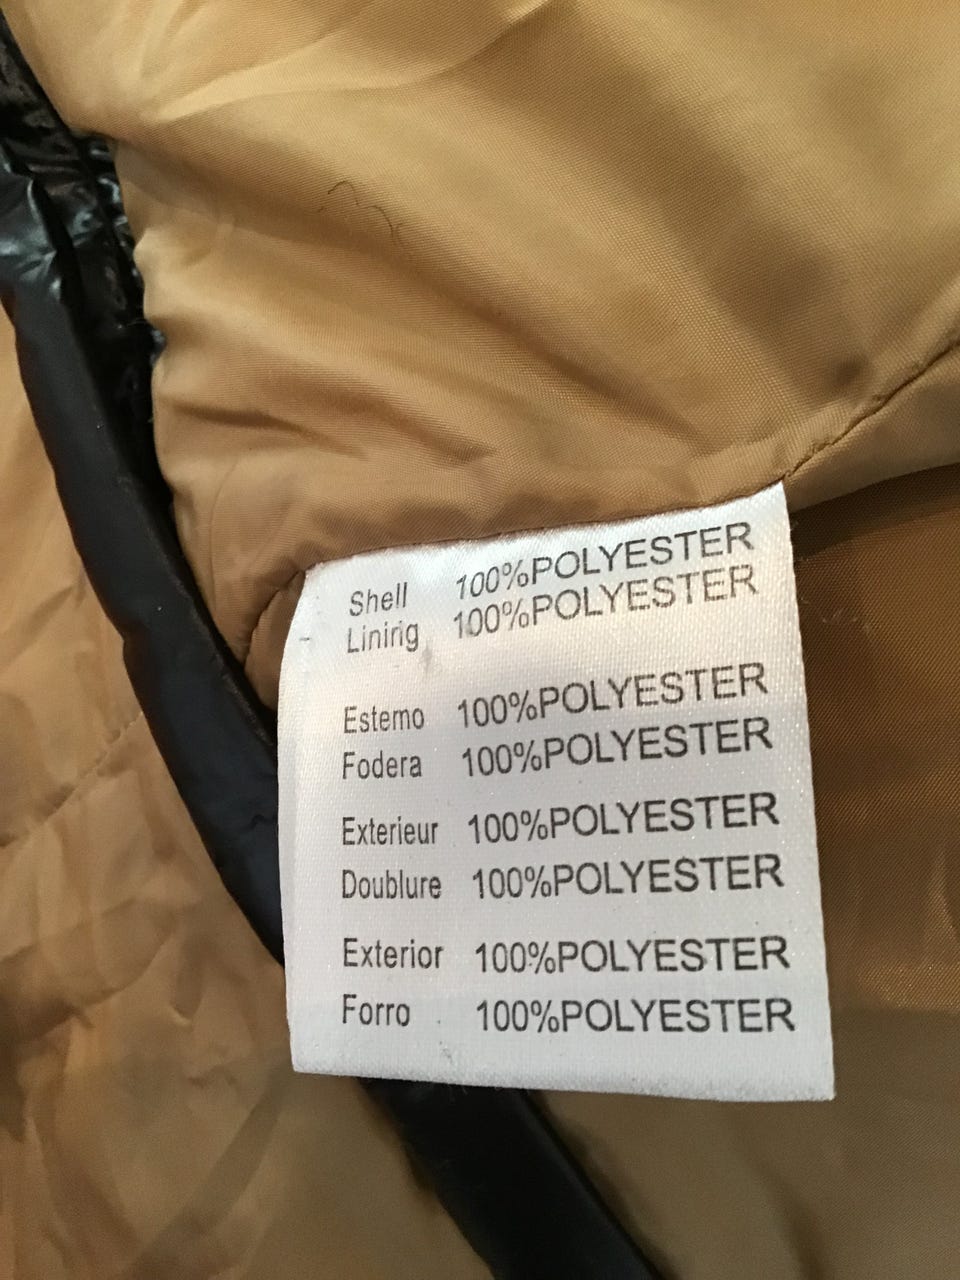 Shell 100%POLYESTER
Lining 100%POLYESTER
Estemo 100%POLYESTER
Fodera 100%POLYESTER
Exterieur 100%POLYESTER
Doublure 100%POLYESTER
Exterior 100%POLYESTER
Forro 100%POLYESTER